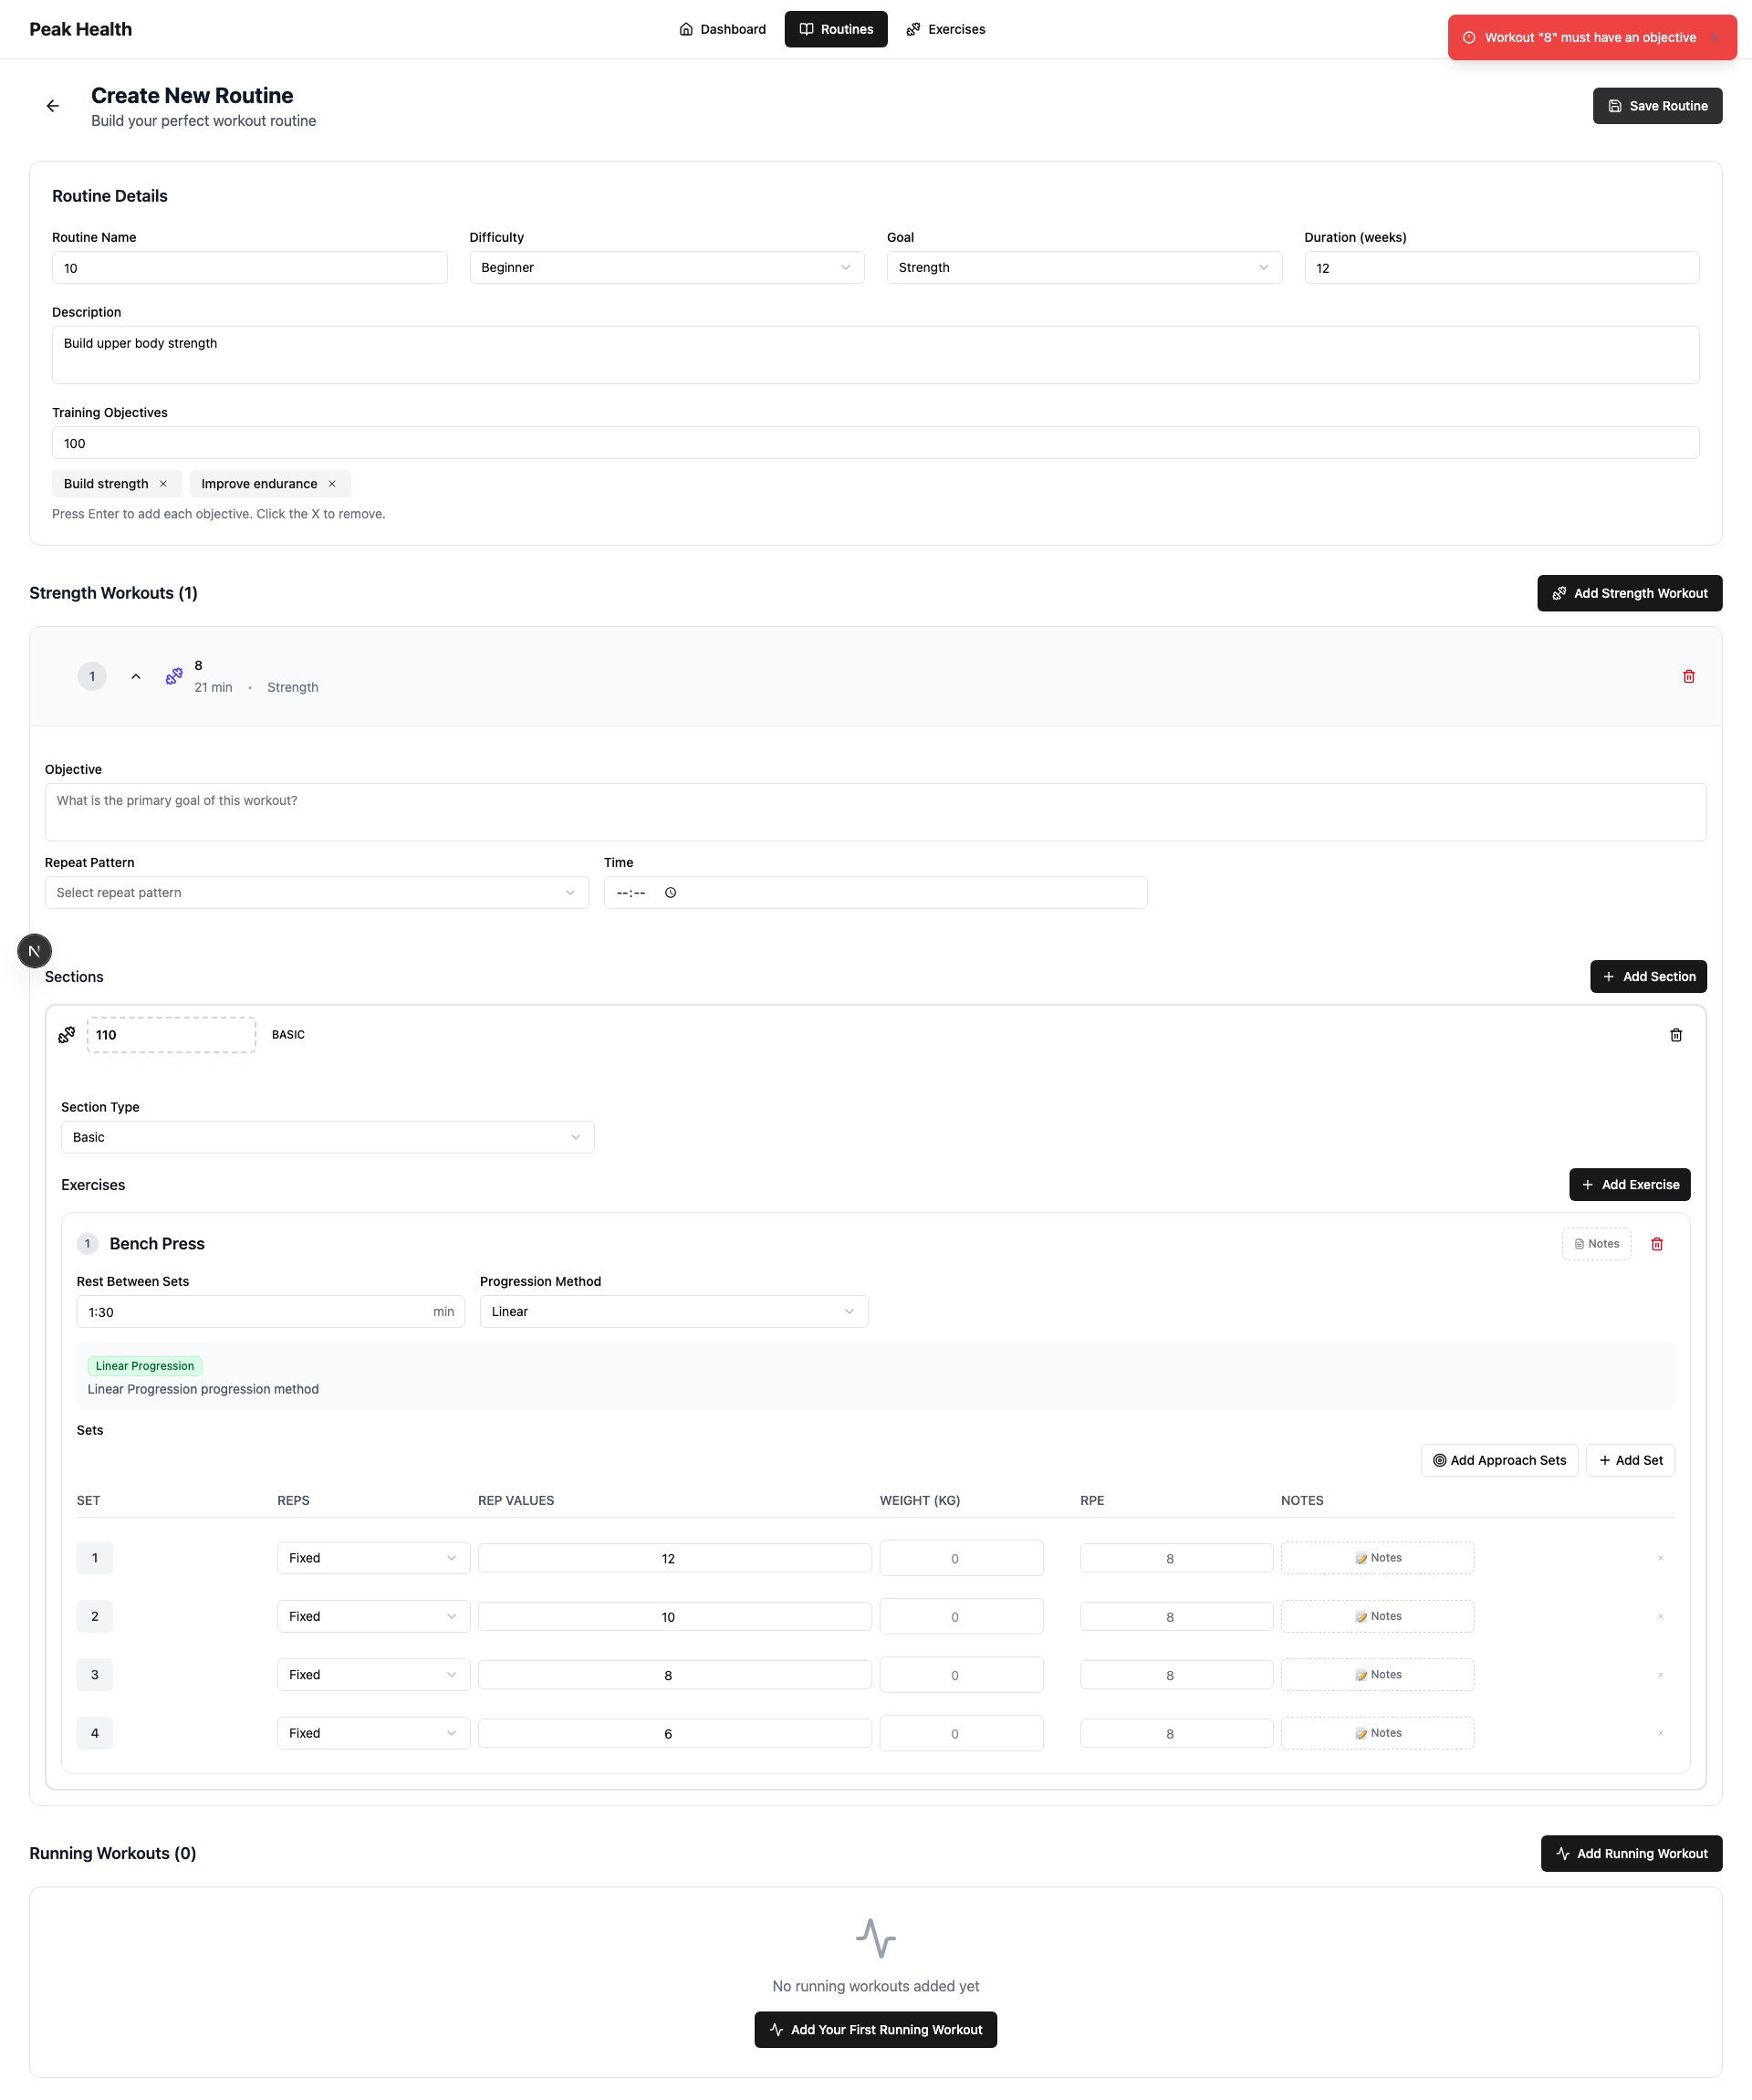 Peak Health
Dashboard
Routines
Exercises
Workout "8" must have an objective
Create New Routine
Build your perfect workout routine
Save Routine
Routine Details
Routine Name
Difficulty
Goal
Duration (weeks)
10
Beginner
Strength
12
Description
Build upper body strength
Training Objectives
100
Build strength ×
Improve endurance ×
Press Enter to add each objective. Click the X to remove.
Strength Workouts (1)
Add Strength Workout
1
8
21 min • Strength
Objective
What is the primary goal of this workout?
Repeat Pattern
Time
Select repeat pattern
--:--
N
Sections
+ Add Section
110
BASIC
Section Type
Basic
Exercises
+ Add Exercise
1
Bench Press
Notes
Rest Between Sets
Progression Method
1:30
min
Linear
Linear Progression
Linear Progression progression method
Sets
Add Approach Sets
+ Add Set
SET REPS REP VALUES WEIGHT (KG) RPE NOTES
1 Fixed 12 0 8 Notes ×
2 Fixed 10 0 8 Notes ×
3 Fixed 8 0 8 Notes ×
4 Fixed 6 0 8 Notes ×
Running Workouts (0)
Add Running Workout
No running workouts added yet
Add Your First Running Workout